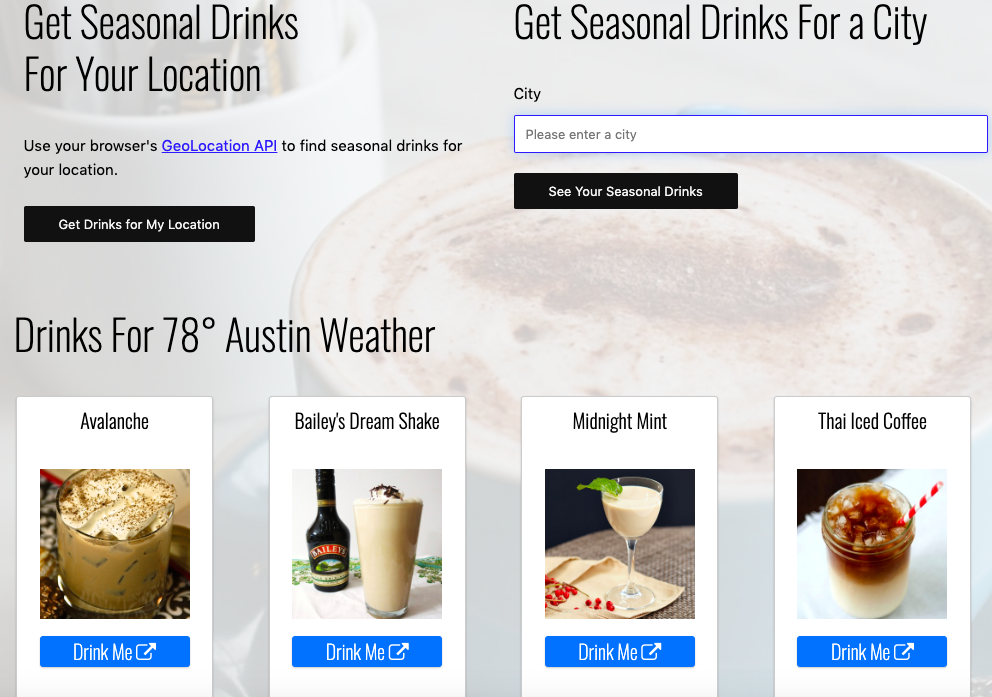 Get Seasonal Drinks
For Your Location
Use your browser's GeoLocation API to find seasonal drinks for
your location.
Get Drinks for My Location
Get Seasonal Drinks For a City
City
Please enter a city
See Your Seasonal Drinks
Drinks For 78° Austin Weather
Avalanche
Drink Me
Bailey's Dream Shake
BAILEYS
Drink Me
Midnight Mint
Drink Me
Thai Iced Coffee
Drink Me